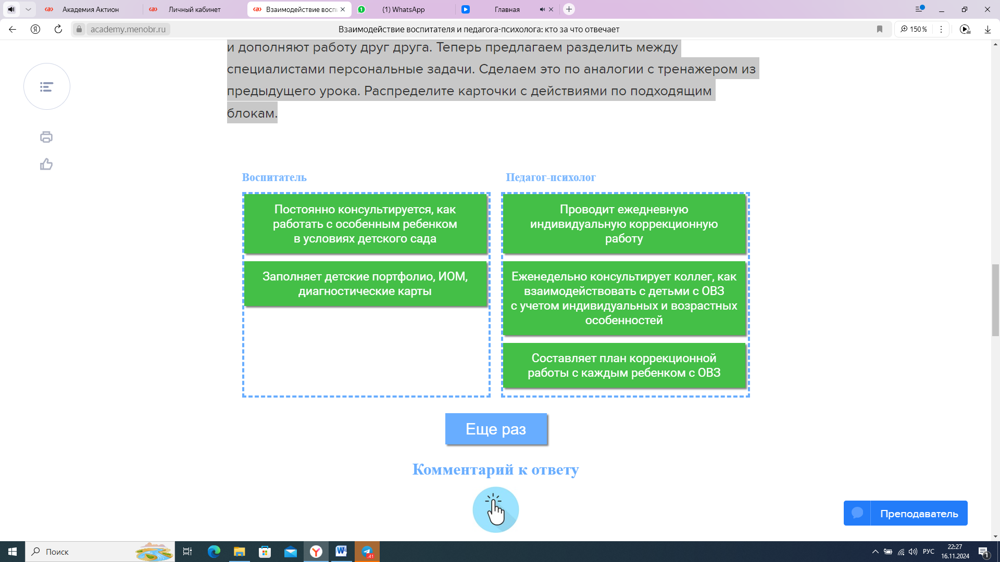 Академия Актион
Личный кабинет
Взаимодействие восп
(1) WhatsApp
Главная
academy.menobr.ru
Взаимодействие воспитателя и педагога-психолога: кто за что отвечает
150 %
и дополняют работу друг друга. Теперь предлагаем разделить между
специалистами персональные задачи. Сделаем это по аналогии с тренажером из
предыдущего урока. Распределите карточки с действиями по подходящим
блокам.
Воспитатель
Постоянно консультируется, как
работать с особенным ребенком
в условиях детского сада
Заполняет детские портфолио, ИОМ,
диагностические карты
Педагог-психолог
Проводит ежедневную
индивидуальную коррекционную
работу
Еженедельно консультирует коллег, как
взаимодействовать с детьми с ОВЗ
с учетом индивидуальных и возрастных
особенностей
Составляет план коррекционной
работы с каждым ребенком с ОВЗ
Еще раз
Комментарий к ответу
Преподаватель
Поиск
41
РУС
22:27
16.11.2024
1